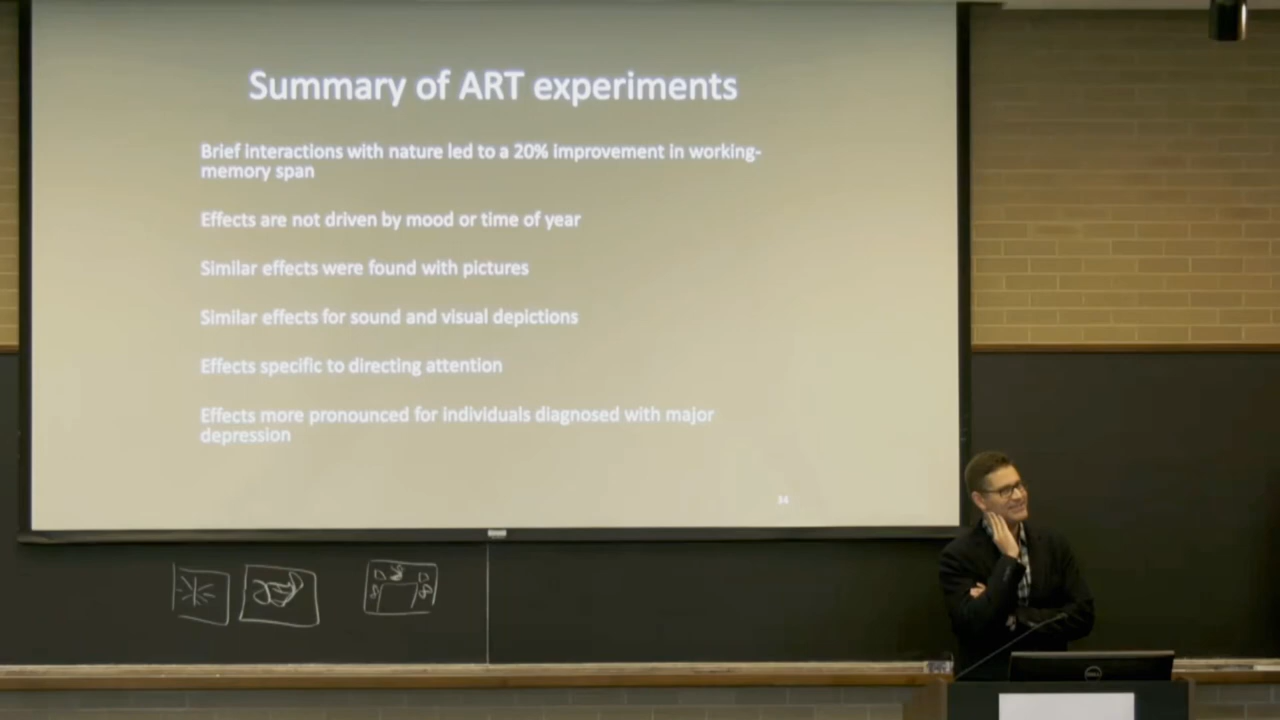 Summary of ART experiments
Brief interactions with nature led to a 20% improvement in working-
memory span
Effects are not driven by mood or time of year
Similar effects were found with pictures
Similar effects for sound and visual depictions
Effects specific to directing attention
Effects more pronounced for individuals diagnosed with major
depression
34
DELL